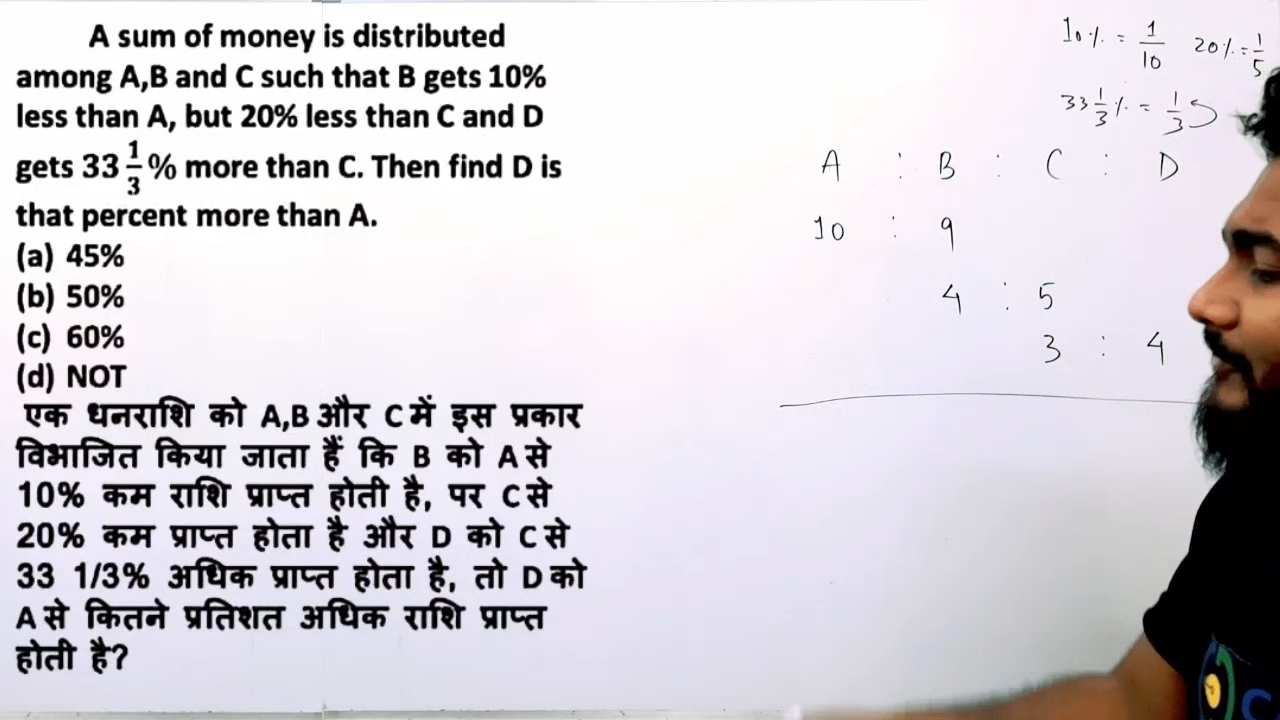 A sum of money is distributed
among A,B and C such that B gets 10%
less than A, but 20% less than C and D
gets 33 1/3 % more than C. Then find D is
that percent more than A.
(a) 45%
(b) 50%
(c) 60%
(d) NOT
एक धनराशि को A,B और C में इस प्रकार
विभाजित किया जाता हैं कि B को A से
10% कम राशि प्राप्त होती है, पर C से
20% कम प्राप्त होता है और D को C से
33 1/3% अधिक प्राप्त होता है, तो D को
A से कितने प्रतिशत अधिक राशि प्राप्त
होती है?
10% = 1/10 20% = 1/5
33 1/3 % = 1/3
A : B : C : D
10 : 9
4 : 5
3 : 4